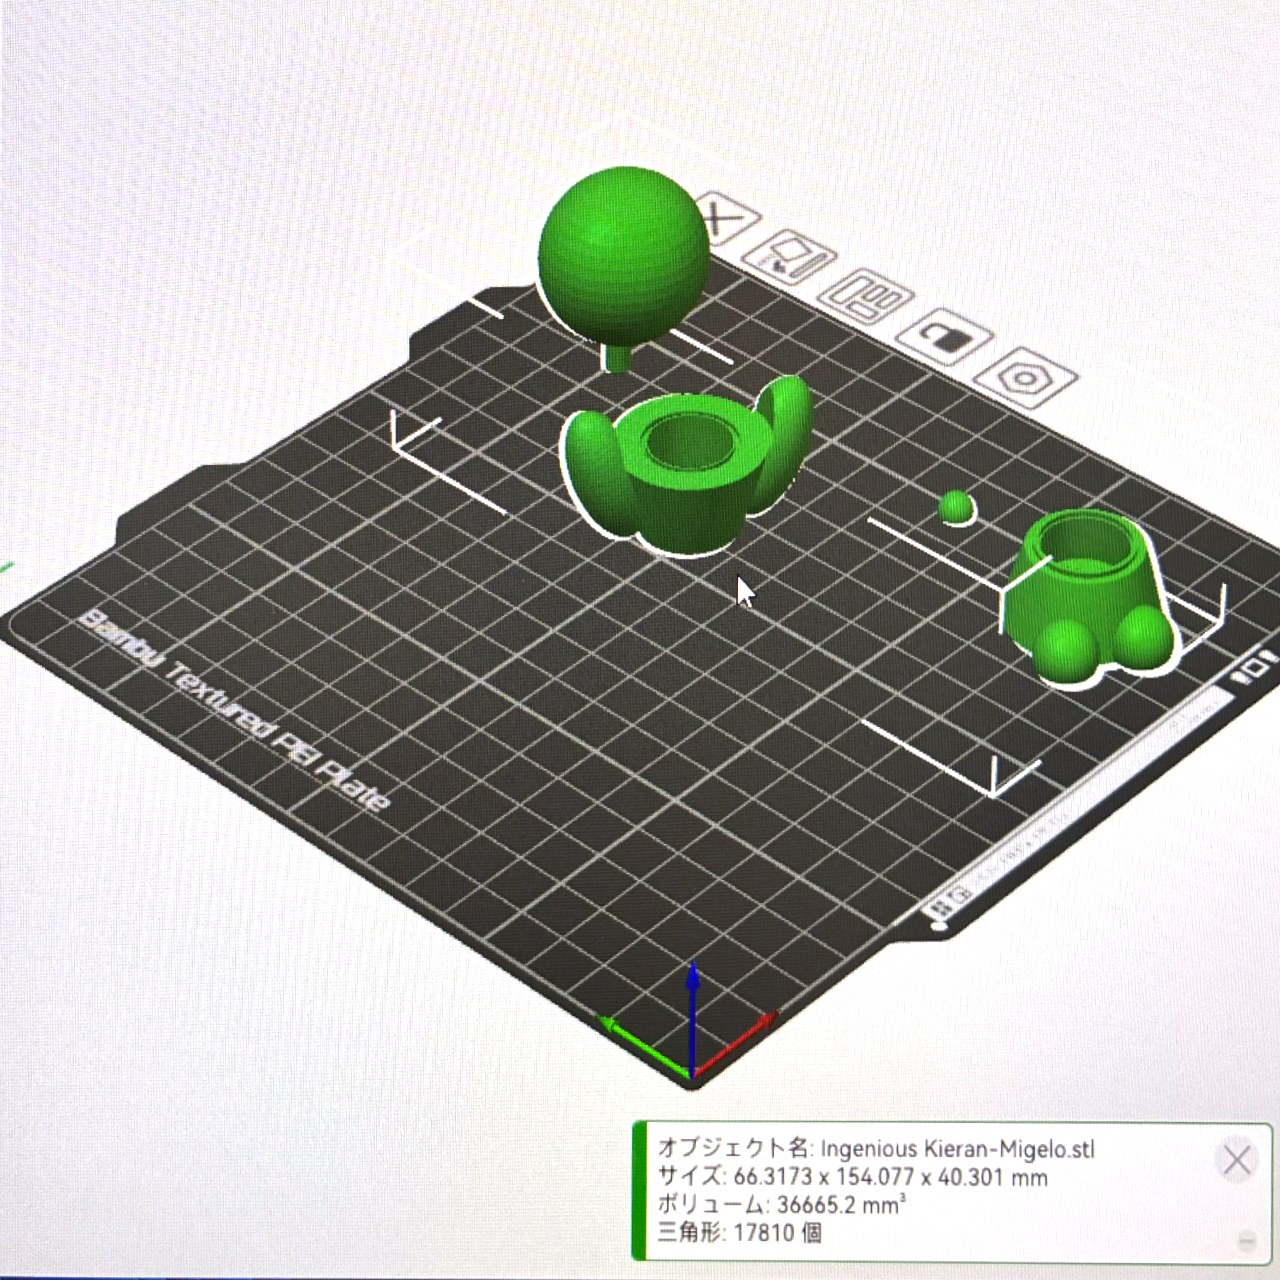 Bambu Textured PEI Plate
オブジェクト名: Ingenious Kieran-Migelo.stl
サイズ: 66.3173 x 154.077 x 40.301 mm
ボリューム: 36665.2 mm³
三角形: 17810 個